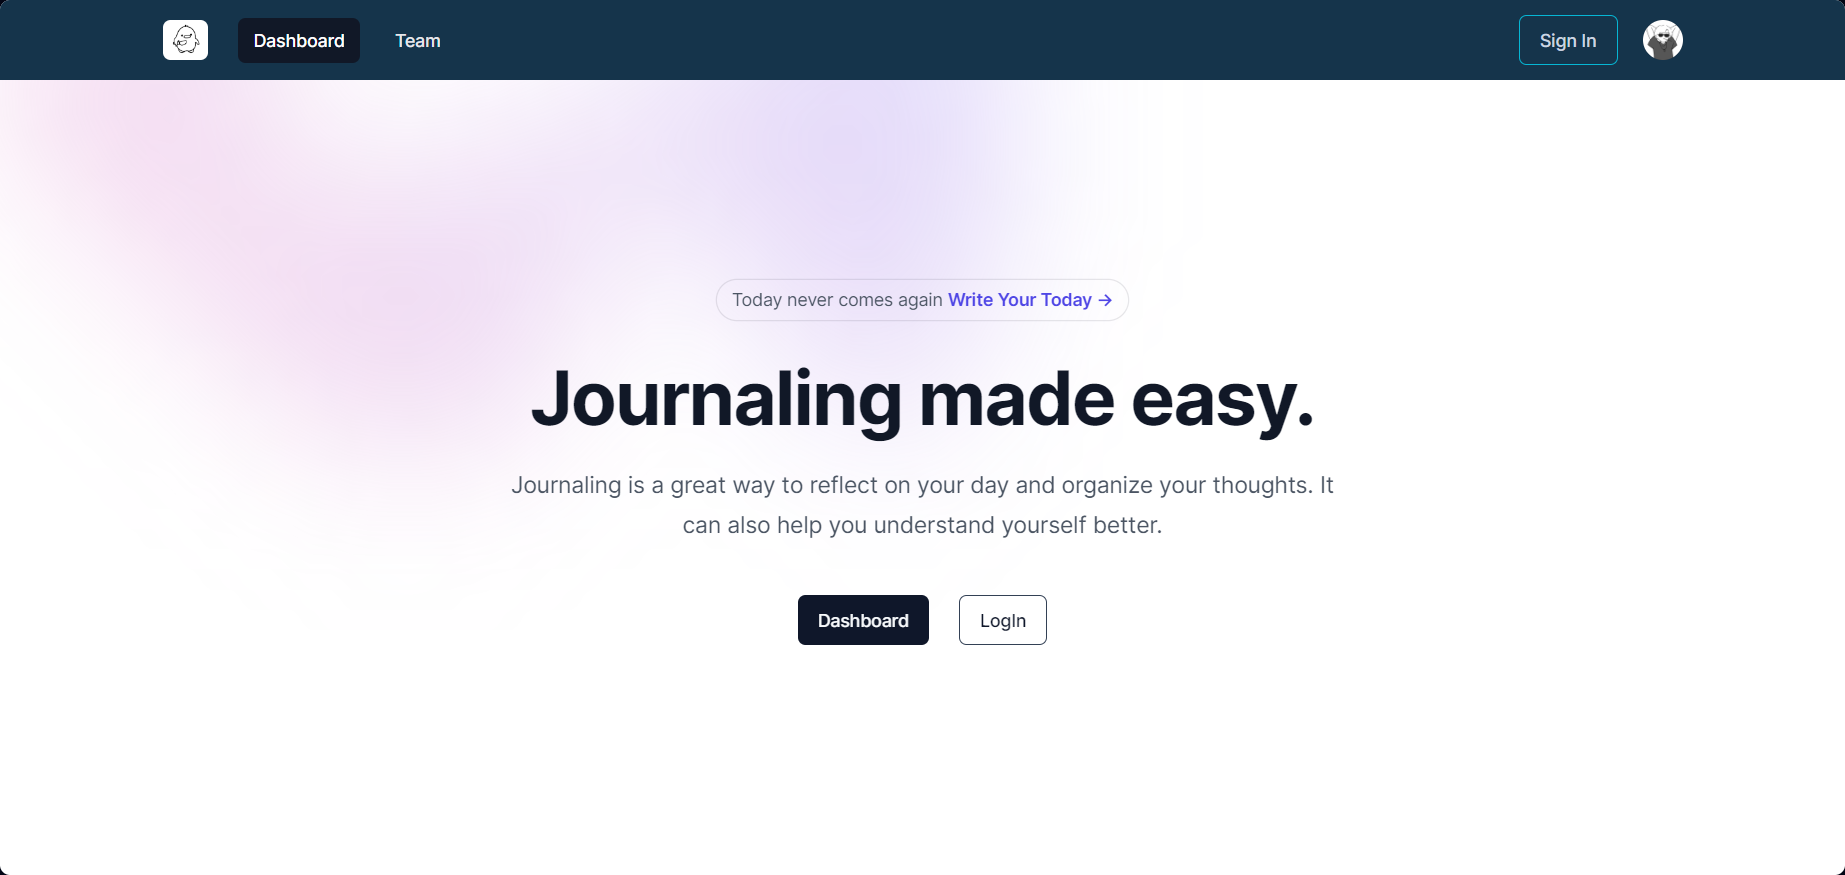 Dashboard
Team
Sign In
Today never comes again Write Your Today →
Journaling made easy.
Journaling is a great way to reflect on your day and organize your thoughts. It
can also help you understand yourself better.
Dashboard
LogIn